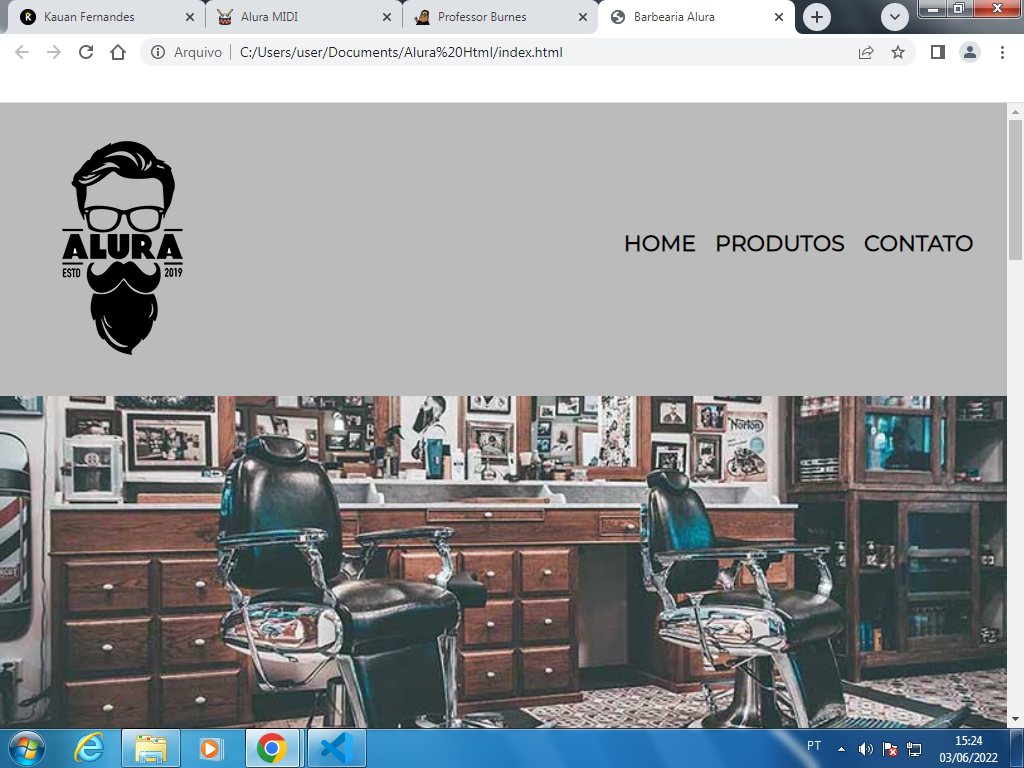 Kauan Fernandes
Alura MIDI
Professor Burnes
Barbearia Alura
Arquivo
C:/Users/user/Documents/Alura%20Html/index.html
ALURA
ESTD 2019
HOME PRODUTOS CONTATO
Norton
PT
15:24
03/06/2022